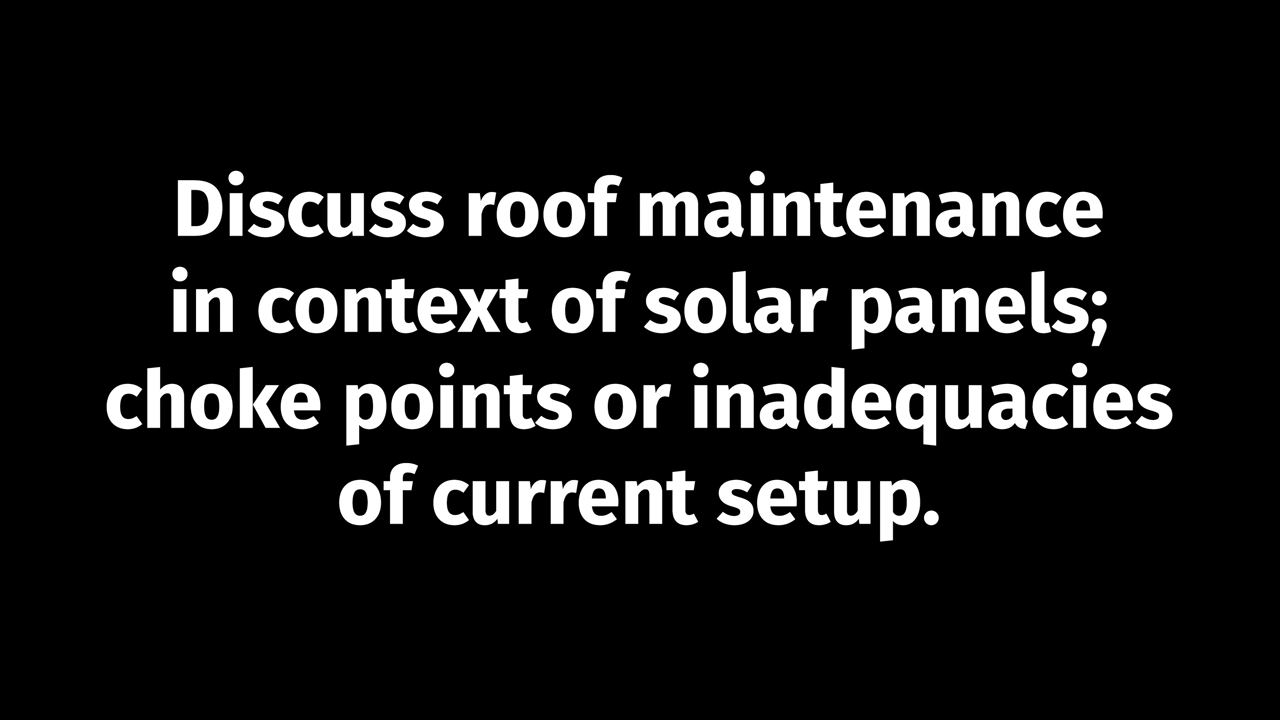 Discuss roof maintenance
in context of solar panels;
choke points or inadequacies
of current setup.